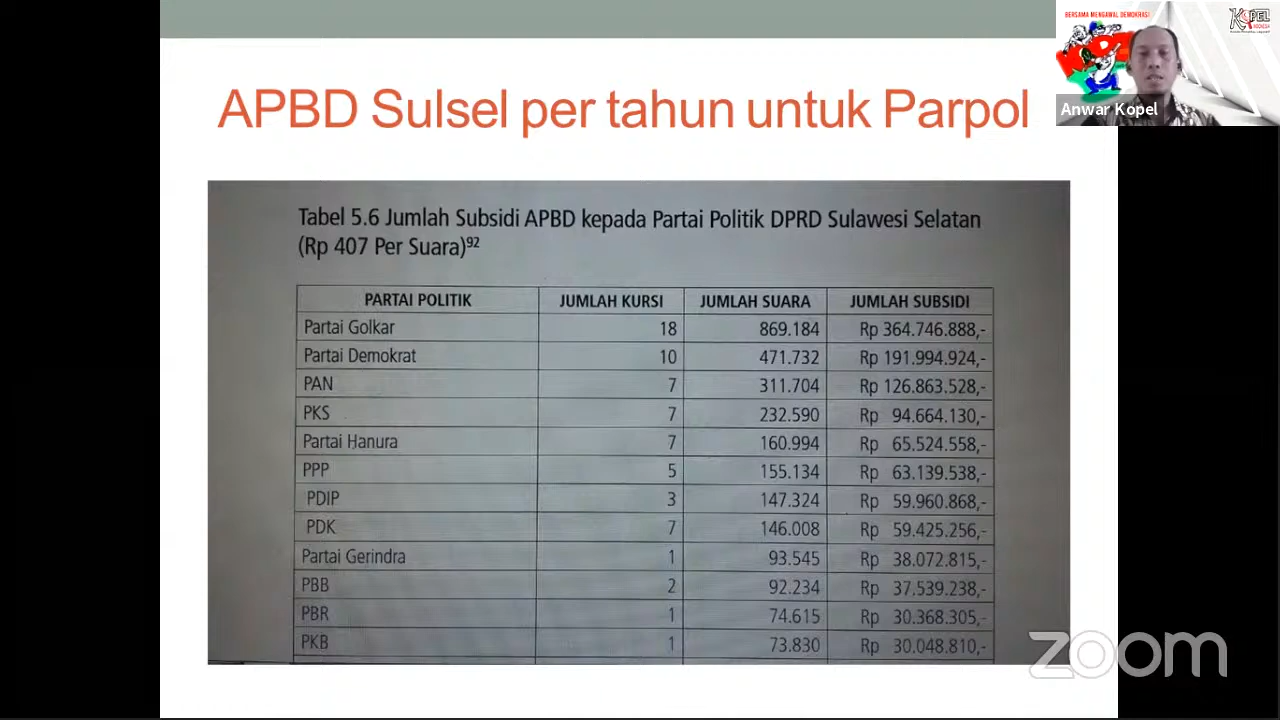 APBD Sulsel per tahun untuk Parpol
BERSAMA MENGAWAL DEMOKRASI
KOPEL
Anwar Kopel
Tabel 5.6 Jumlah Subsidi APBD kepada Partai Politik DPRD Sulawesi Selatan
(Rp 407 Per Suara)92
PARTAI POLITIK JUMLAH KURSI JUMLAH SUARA JUMLAH SUBSIDI
Partai Golkar 18 869.184 Rp 364.746.888,-
Partai Demokrat 10 471.732 Rp 191.994.924,-
PAN 7 311.704 Rp 126.863.528,-
PKS 7 232.590 Rp 94.664.130,-
Partai Hanura 7 160.994 Rp 65.524.558,-
PPP 5 155.134 Rp 63.139.538,-
PDIP 3 147.324 Rp 59.960.868,-
PDK 7 146.008 Rp 59.425.256,-
Partai Gerindra 1 93.545 Rp 38.072.815,-
PBB 2 92.234 Rp 37.539.238,-
PBR 1 74.615 Rp 30.368.305,-
PKB 1 73.830 Rp 30.048.810,-
zoom